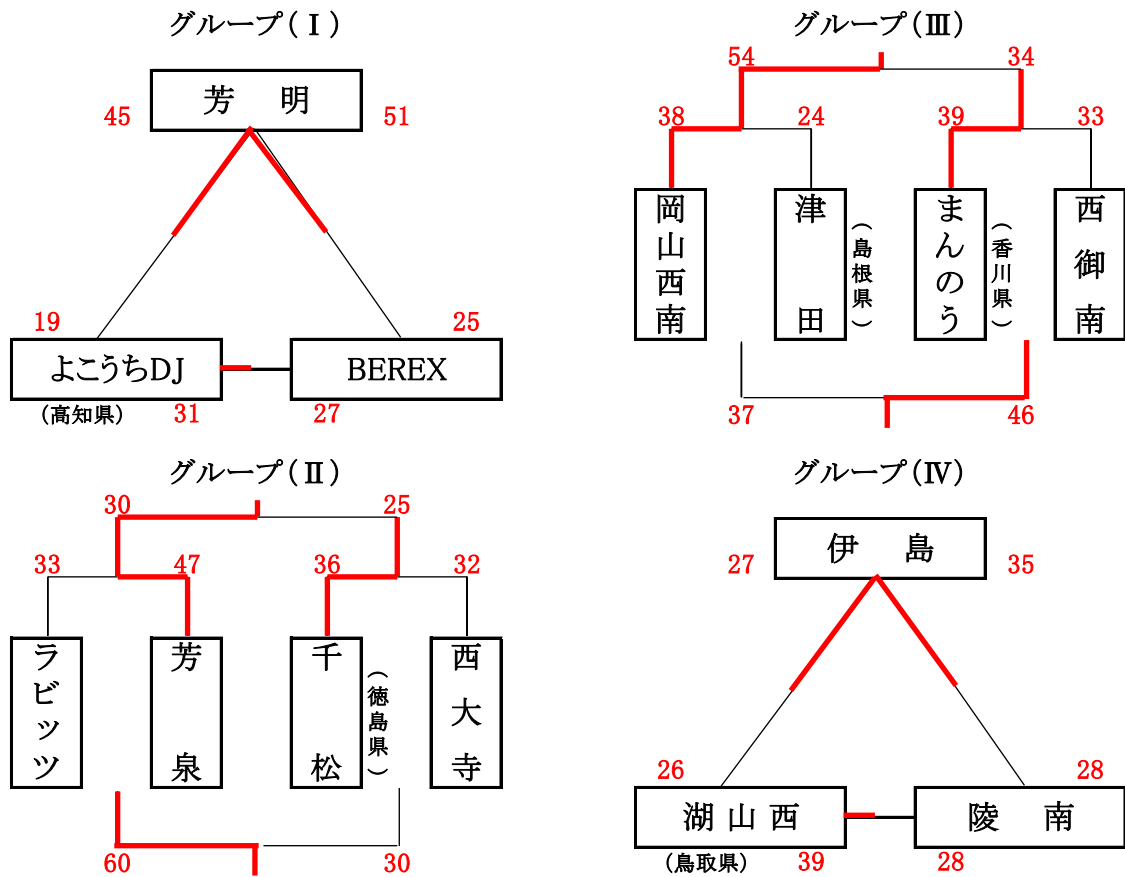 グループ(Ⅰ)
芳 明
45
51
19
25
よこうちDJ
BEREX
(高知県)
31
27
グループ(Ⅱ)
30
25
33
47
36
32
ラビッツ
芳泉
千松
(徳島県)
西大寺
60
30
グループ(Ⅲ)
54
34
38
24
39
33
岡山西南
津田
(島根県)
まんのう
(香川県)
西御南
37
46
グループ(Ⅳ)
伊 島
27
35
26
28
湖山西
陵 南
(鳥取県)
39
28